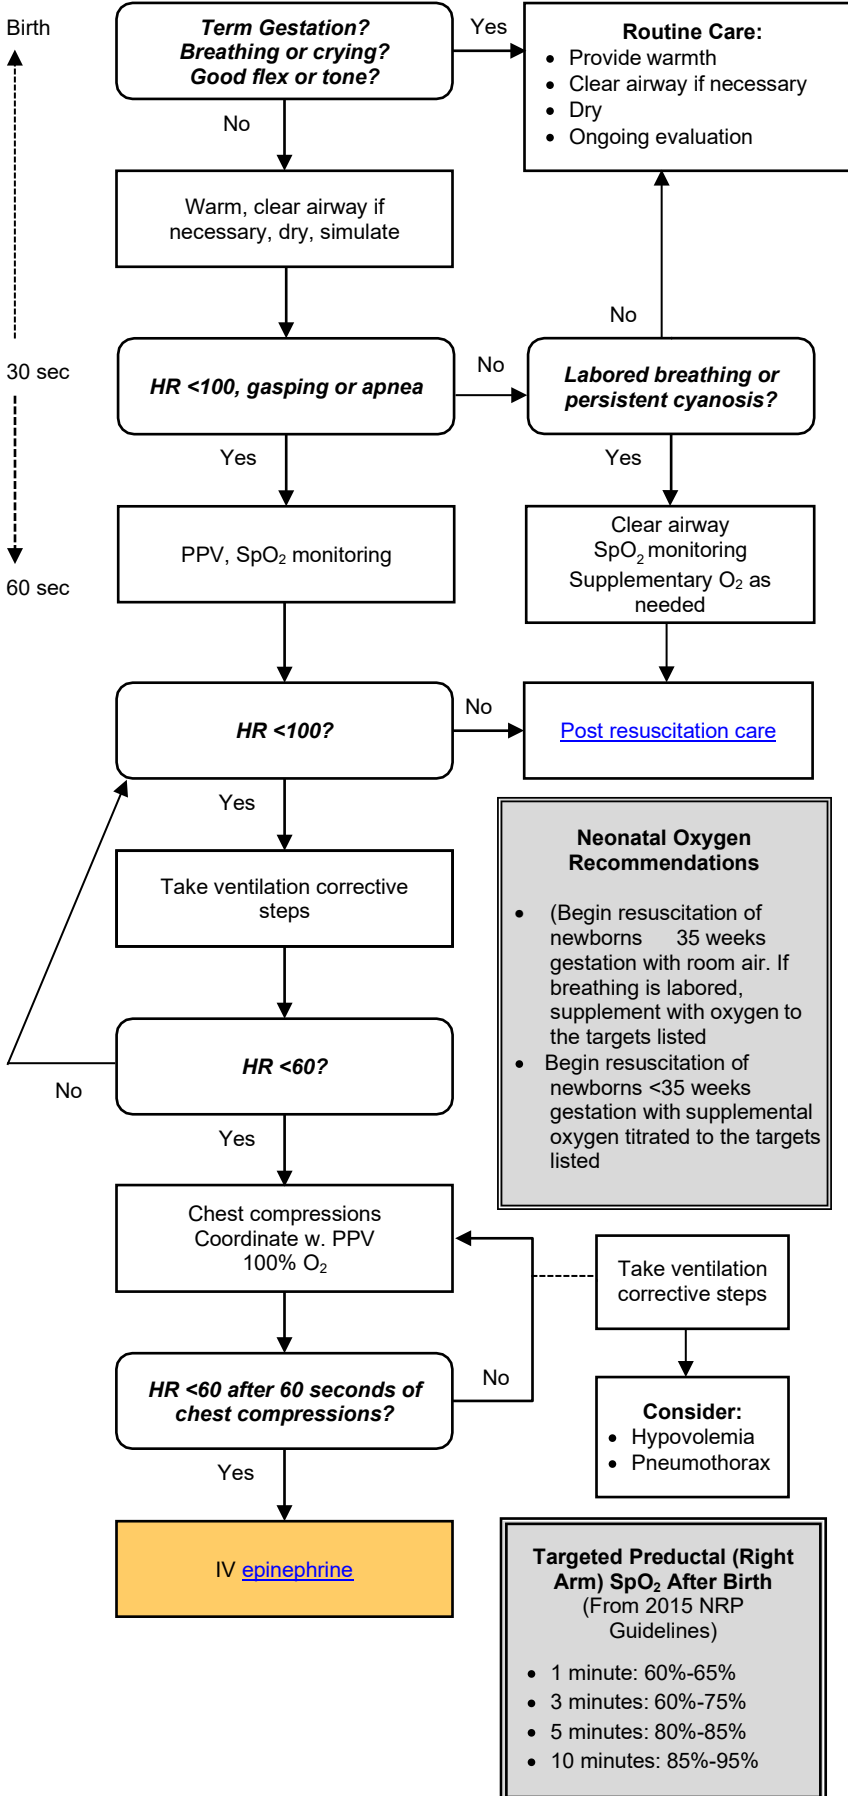 Birth
Term Gestation?
Breathing or crying?
Good flex or tone?
Yes
Routine Care:
• Provide warmth
• Clear airway if necessary
• Dry
• Ongoing evaluation
No
Warm, clear airway if
necessary, dry, simulate
No
30 sec
HR <100, gasping or apnea
No
Labored breathing or
persistent cyanosis?
Yes
Yes
PPV, SpO₂ monitoring
Clear airway
SpO₂ monitoring
Supplementary O₂ as
needed
60 sec
HR <100?
No
Post resuscitation care
Yes
Take ventilation corrective
steps
Neonatal Oxygen
Recommendations
• (Begin resuscitation of
newborns 35 weeks
gestation with room air. If
breathing is labored,
supplement with oxygen to
the targets listed
• Begin resuscitation of
newborns <35 weeks
gestation with supplemental
oxygen titrated to the targets
listed
HR <60?
No
Yes
Chest compressions
Coordinate w. PPV
100% O₂
Take ventilation
corrective steps
HR <60 after 60 seconds of
chest compressions?
No
Consider:
• Hypovolemia
• Pneumothorax
Yes
IV epinephrine
Targeted Preductal (Right
Arm) SpO₂ After Birth
(From 2015 NRP
Guidelines)
• 1 minute: 60%-65%
• 3 minutes: 60%-75%
• 5 minutes: 80%-85%
• 10 minutes: 85%-95%